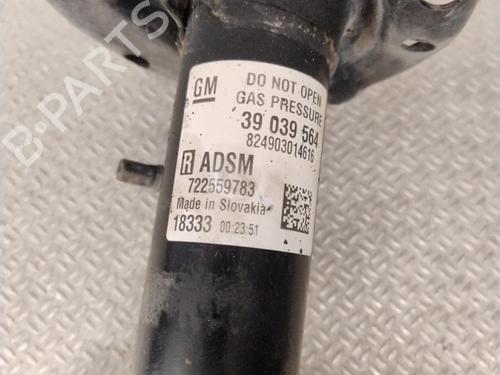 GM
DO NOT OPEN
GAS PRESSURE
39 039 564
824903014616
R ADSM
722559783
Made in Slovakia
18333 00:23:51
B-PARTS